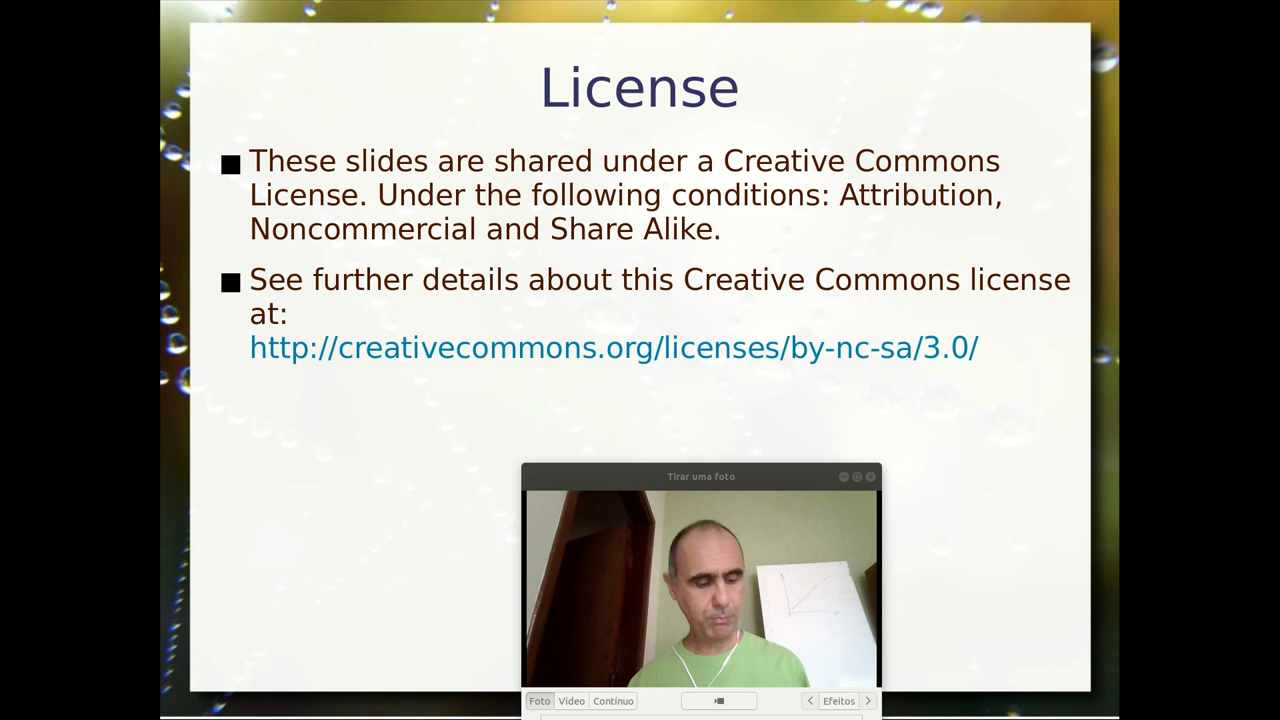 License
These slides are shared under a Creative Commons
License. Under the following conditions: Attribution,
Noncommercial and Share Alike.
See further details about this Creative Commons license
at:
http://creativecommons.org/licenses/by-nc-sa/3.0/
Tirar uma foto
Foto Vídeo Contínuo Efeitos